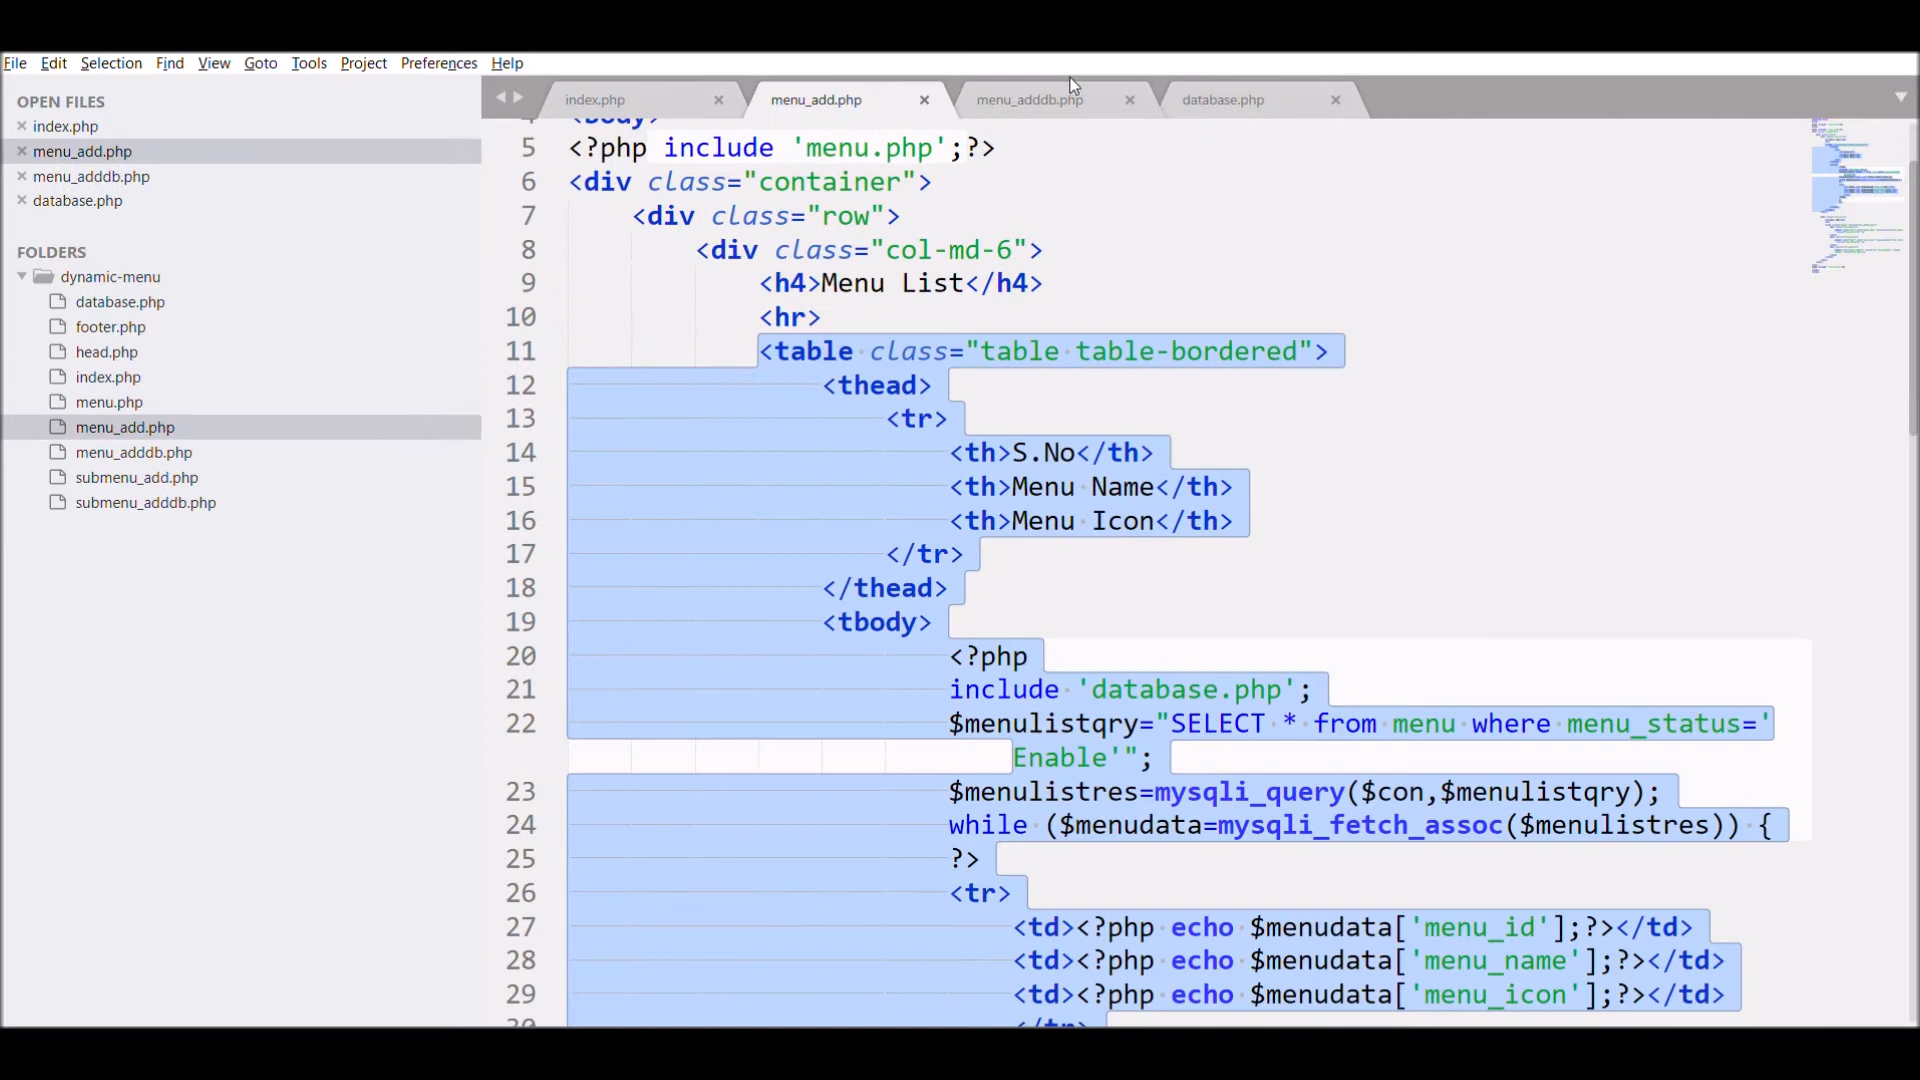 File Edit Selection Find View Goto Tools Project Preferences Help
OPEN FILES
index.php
menu_add.php
menu_adddb.php
database.php
FOLDERS
dynamic-menu
database.php
footer.php
head.php
index.php
menu.php
menu_add.php
menu_adddb.php
submenu_add.php
submenu_adddb.php
index.php menu_add.php menu_adddb.php database.php
4 <body>
5 <?php include 'menu.php';?>
6 <div class="container">
7 <div class="row">
8 <div class="col-md-6">
9 <h4>Menu List</h4>
10 <hr>
11 <table class="table table-bordered">
12 <thead>
13 <tr>
14 <th>S.No</th>
15 <th>Menu Name</th>
16 <th>Menu Icon</th>
17 </tr>
18 </thead>
19 <tbody>
20 <?php
21 include 'database.php';
22 $menulistqry="SELECT * from menu where menu_status='
Enable'";
23 $menulistres=mysqli_query($con,$menulistqry);
24 while ($menudata=mysqli_fetch_assoc($menulistres)) {
25 ?>
26 <tr>
27 <td><?php echo $menudata['menu_id'];?></td>
28 <td><?php echo $menudata['menu_name'];?></td>
29 <td><?php echo $menudata['menu_icon'];?></td>
30 </tr>